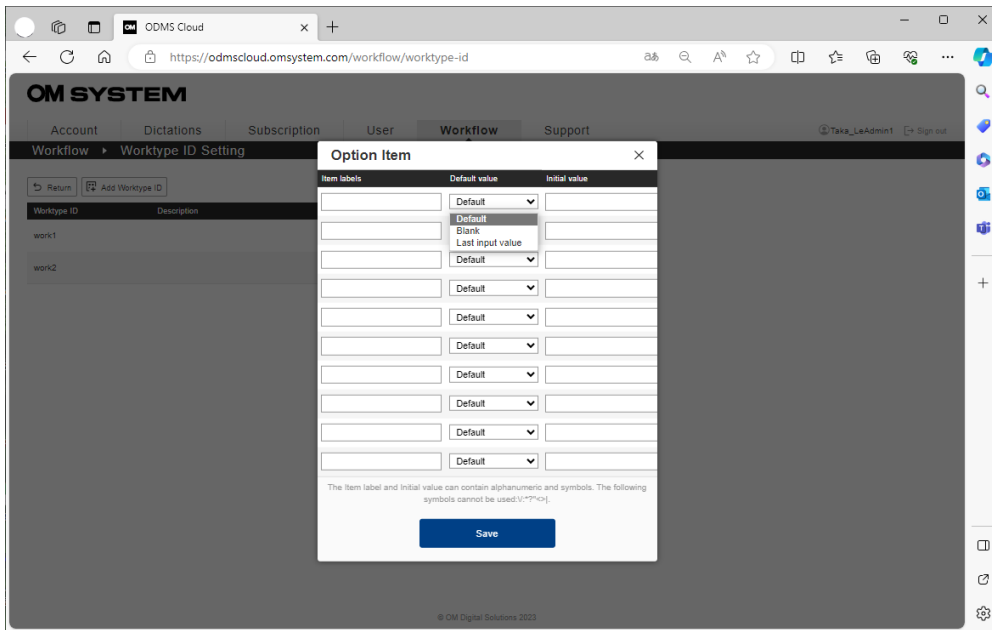 OM ODMS Cloud
https://odmscloud.omsystem.com/workflow/worktype-id
OM SYSTEM
Account Dictations Subscription User Workflow Support Taka_LeAdmin1 Sign out
Workflow Worktype ID Setting
Return Add Worktype ID
Worktype ID Description
work1
work2
Option Item
Item labels Default value Initial value
Default
Default
Blank
Last input value
Default
Default
Default
Default
Default
Default
Default
Default
The item label and Initial value can contain alphanumeric and symbols. The following
symbols cannot be used:\/:*?"<>|.
Save
© OM Digital Solutions 2023